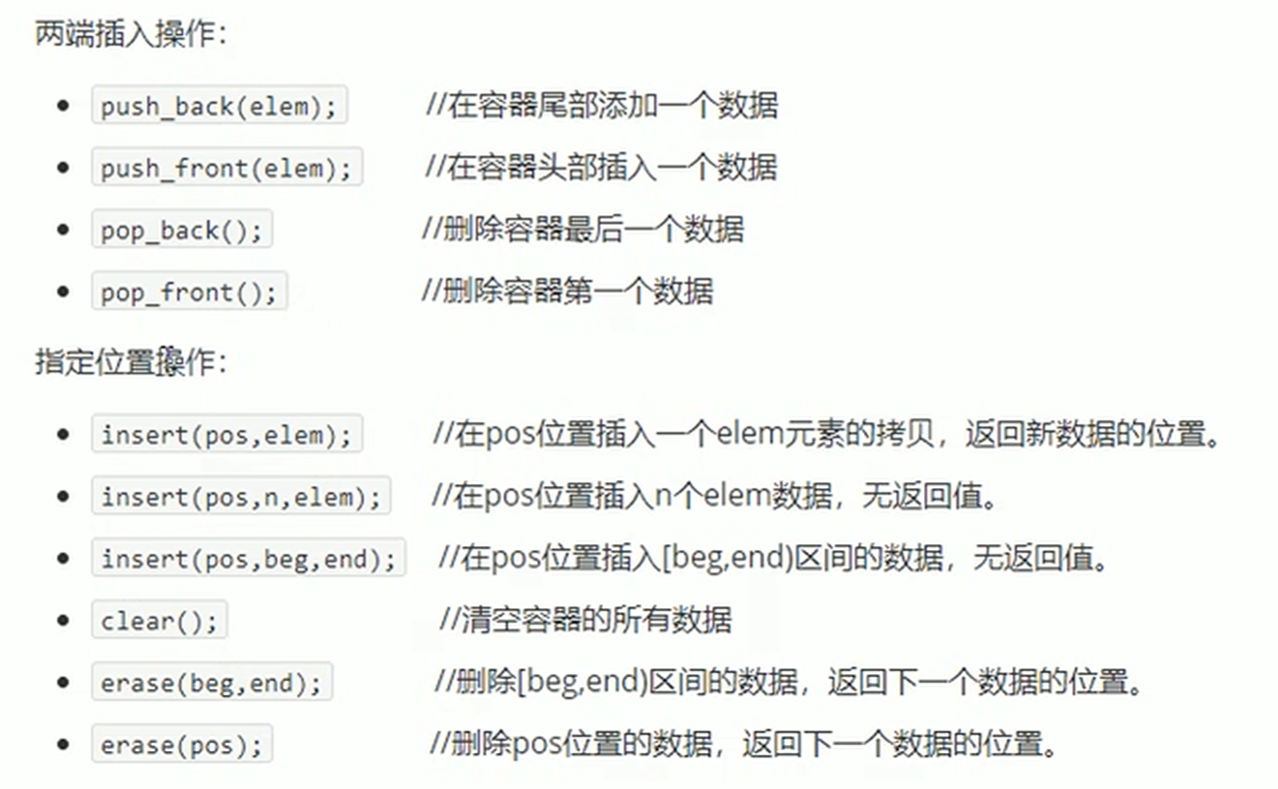 两端插入操作：
push_back(elem); //在容器尾部添加一个数据
push_front(elem); //在容器头部插入一个数据
pop_back(); //删除容器最后一个数据
pop_front(); //删除容器第一个数据
指定位置操作：
insert(pos,elem); //在pos位置插入一个elem元素的拷贝，返回新数据的位置。
insert(pos,n,elem); //在pos位置插入n个elem数据，无返回值。
insert(pos,beg,end); //在pos位置插入[beg,end)区间的数据，无返回值。
clear(); //清空容器的所有数据
erase(beg,end); //删除[beg,end)区间的数据，返回下一个数据的位置。
erase(pos); //删除pos位置的数据，返回下一个数据的位置。